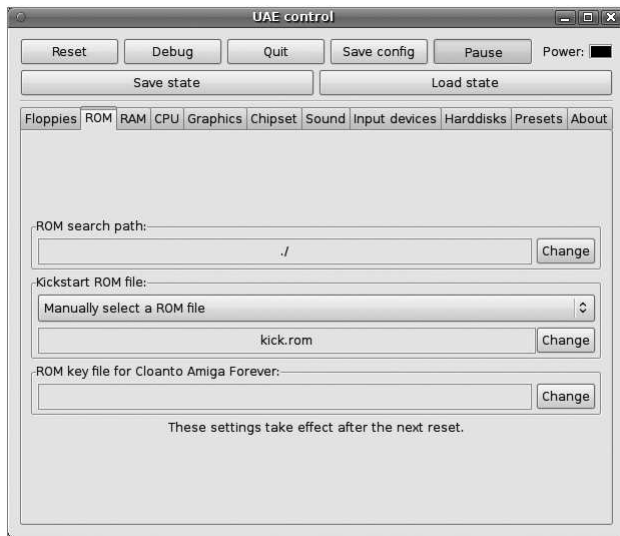 UAE control
Reset Debug Quit Save config Pause Power:
Save state Load state
Floppies ROM RAM CPU Graphics Chipset Sound Input devices Harddisks Presets About
ROM search path:
./ Change
Kickstart ROM file:
Manually select a ROM file
kick.rom Change
ROM key file for Cloanto Amiga Forever:
Change
These settings take effect after the next reset.